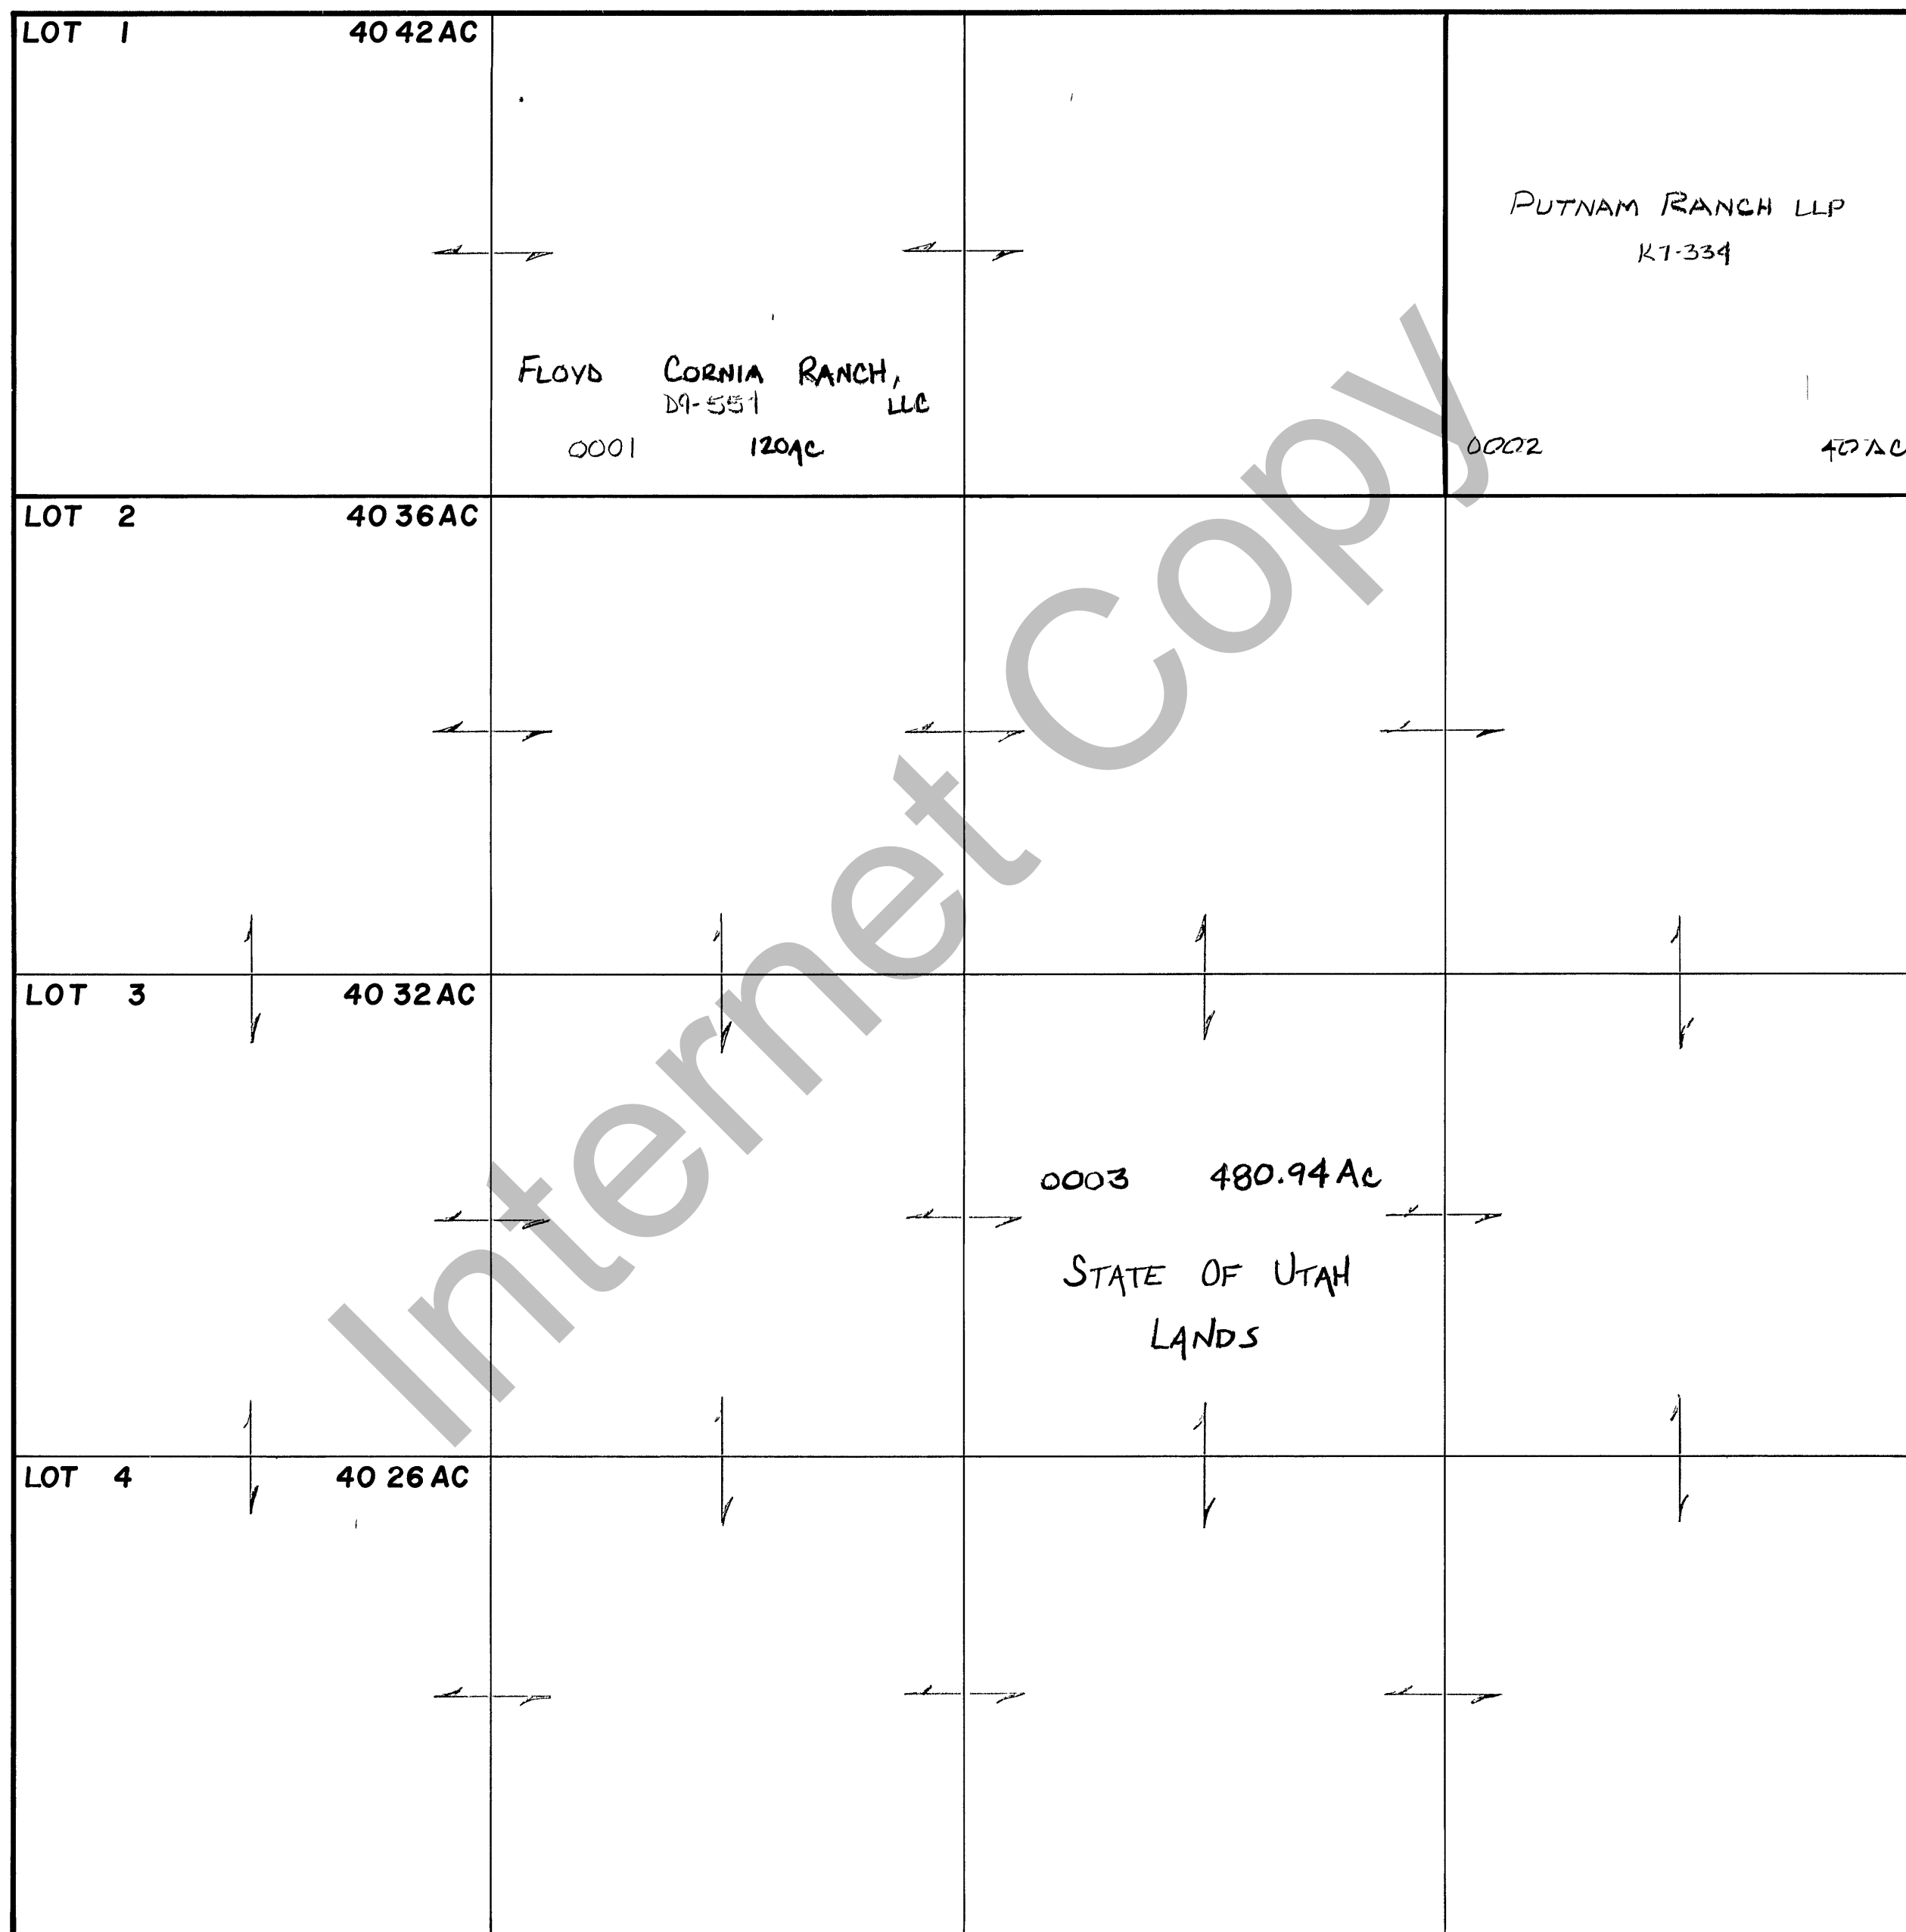 LOT 1 40 42 AC
PUTNAM RANCH LLP
K7-334
FLOYD CORNIA RANCH,
D9-551 LLC
0001 120AC
0002 40AC
LOT 2 40 36 AC
LOT 3 40 32 AC
0003 480.94 AC
STATE OF UTAH
LANDS
LOT 4 40 26 AC
Internet Copy